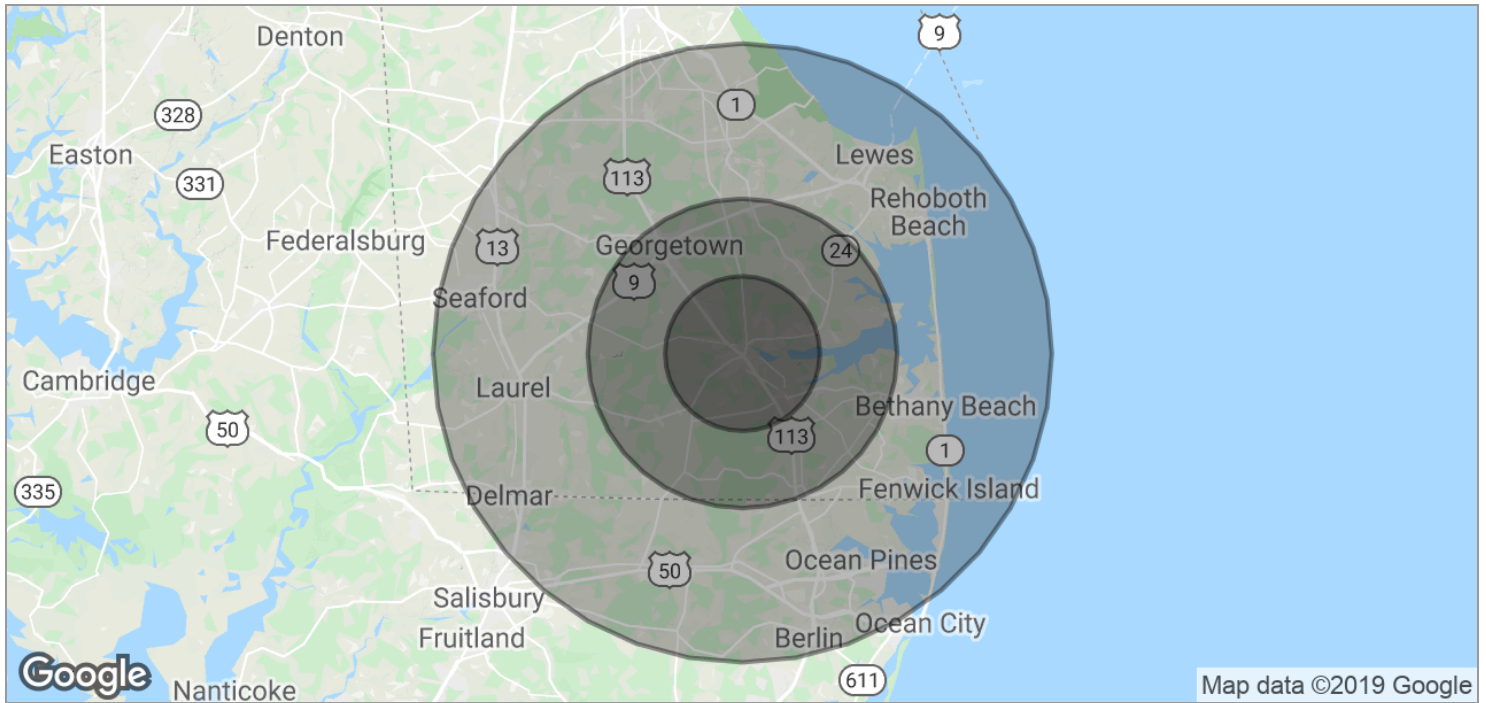 Denton
9
328
1
Easton
Lewes
331
113
Rehoboth
Beach
Federalsburg
13
Georgetown
24
9
Seaford
Cambridge
Laurel
Bethany Beach
50
113
1
335
Delmar
Fenwick Island
50
Ocean Pines
Salisbury
Ocean City
Fruitland
Berlin
Google
611
Nanticoke
Map data ©2019 Google